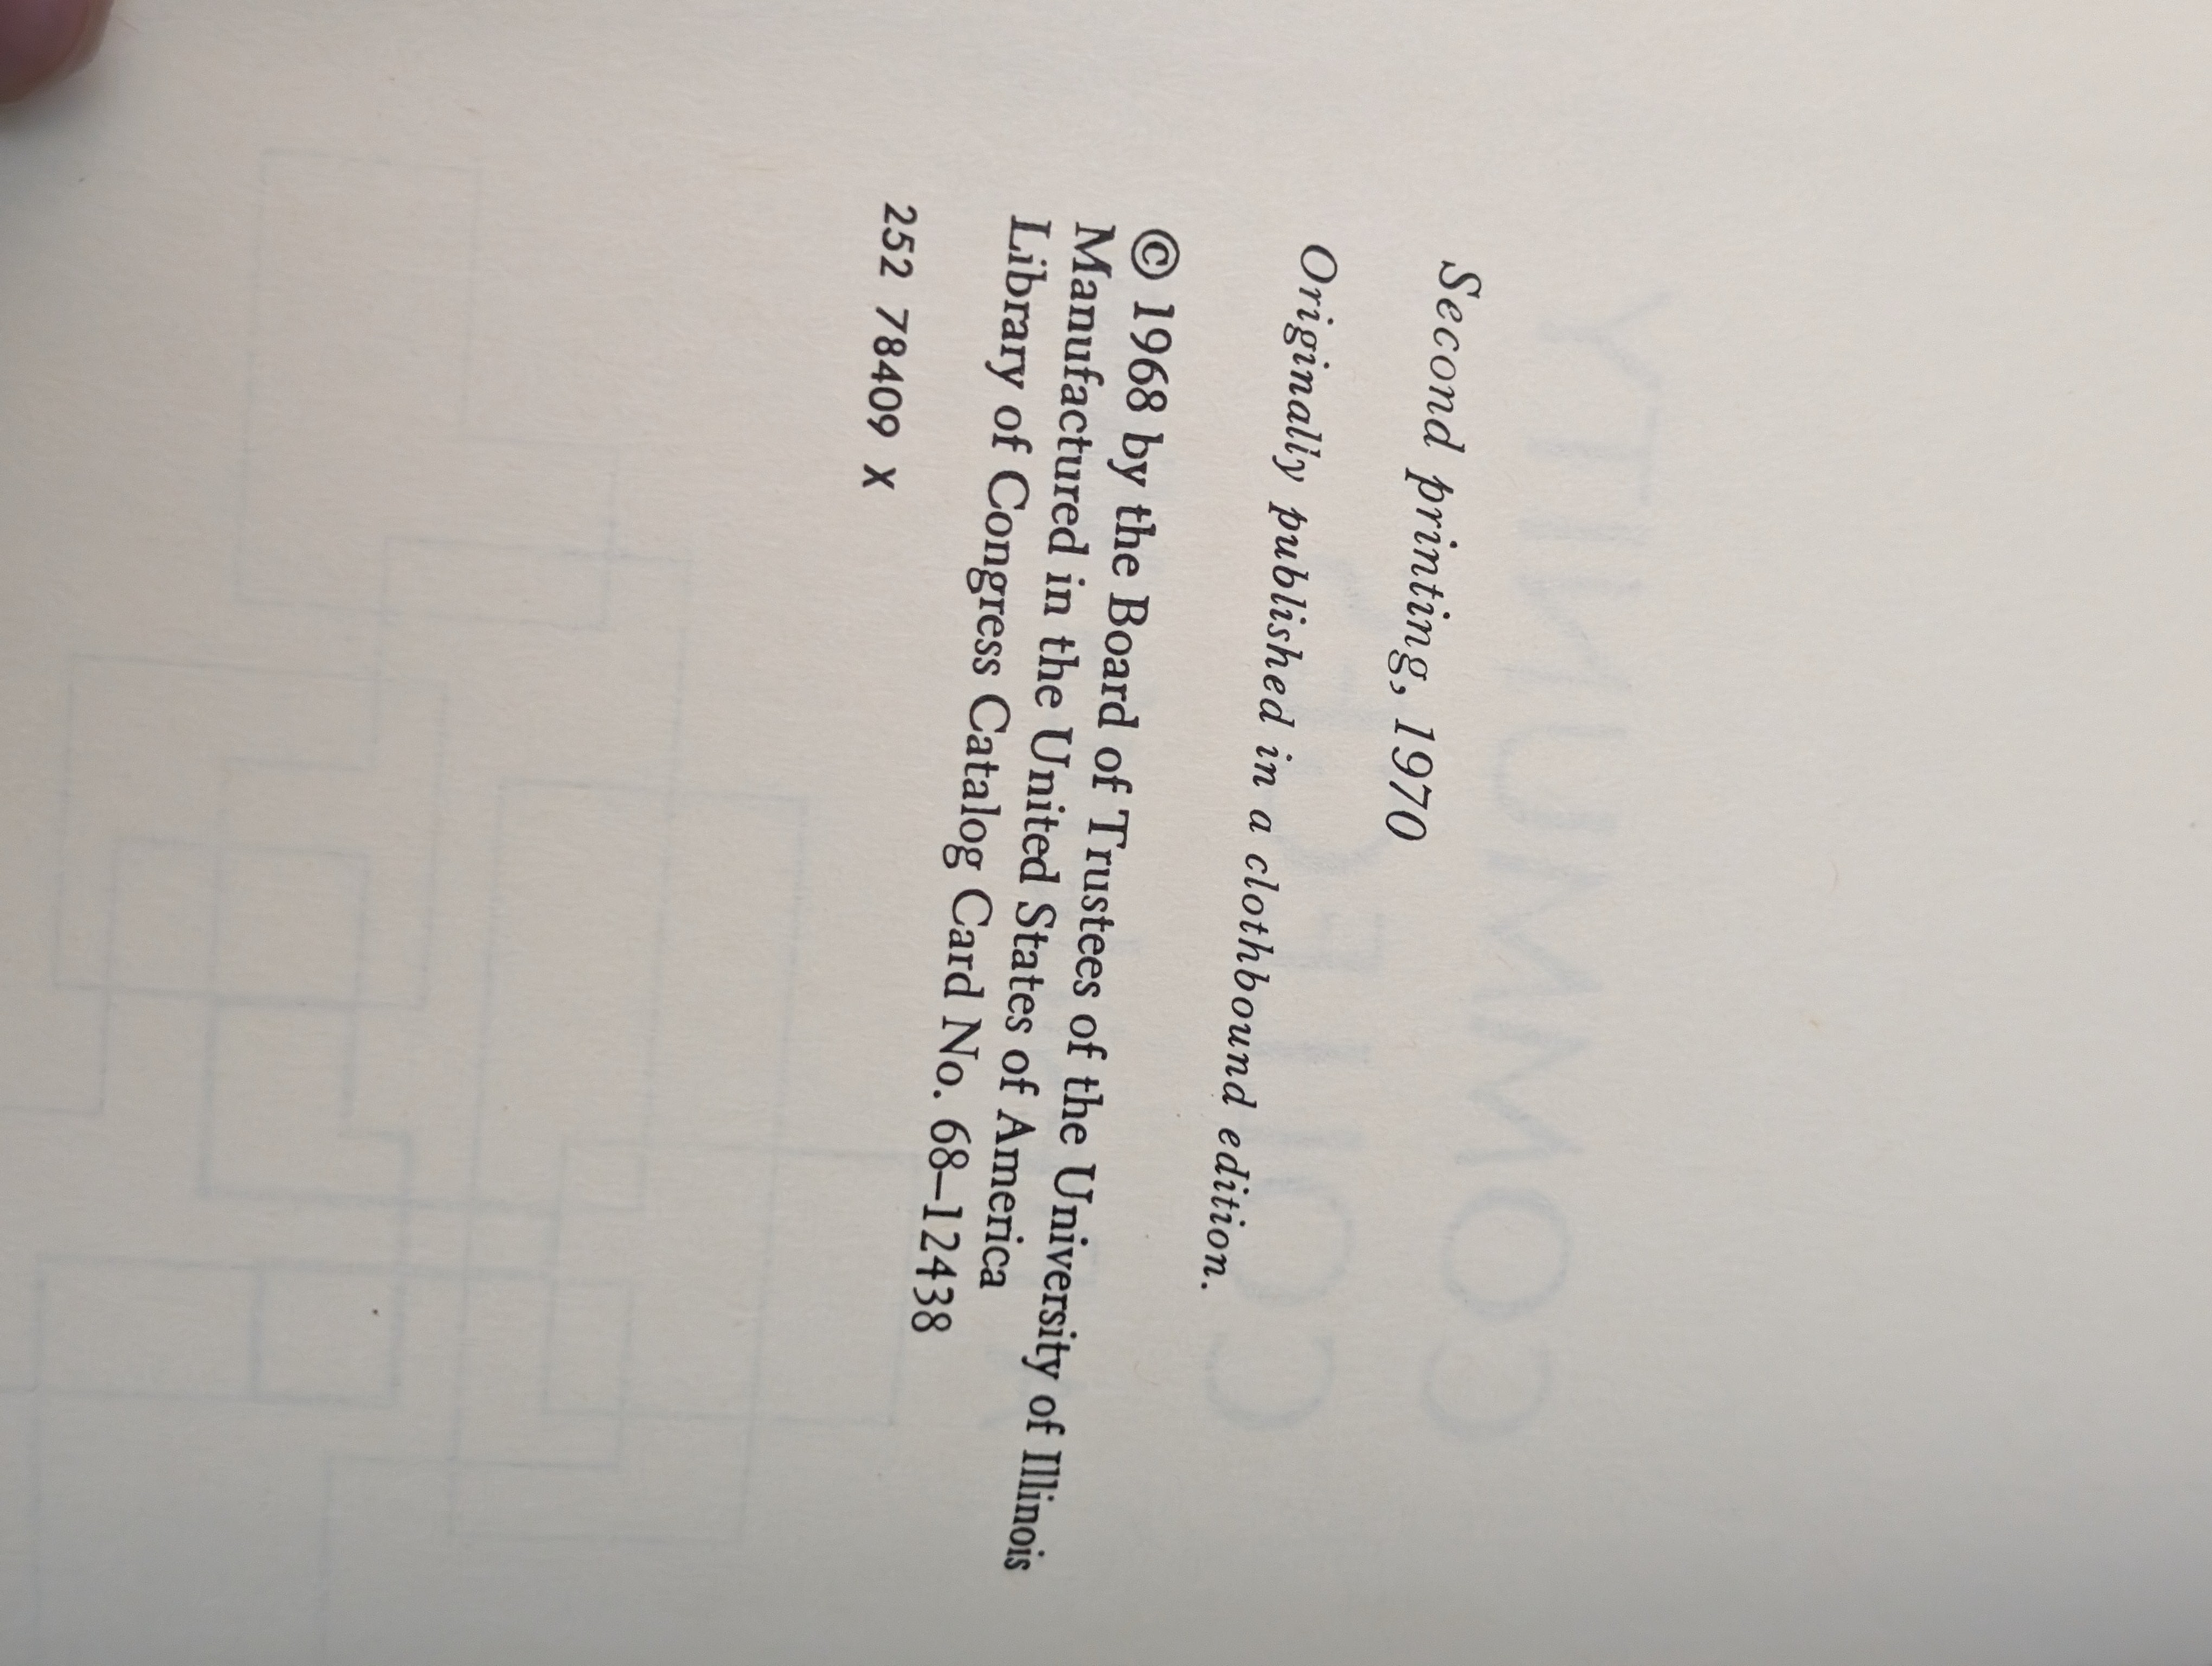 Second printing, 1970
Originally published in a clothbound edition.
© 1968 by the Board of Trustees of the University of Illinois
Manufactured in the United States of America
Library of Congress Catalog Card No. 68–12438
252 78409 X